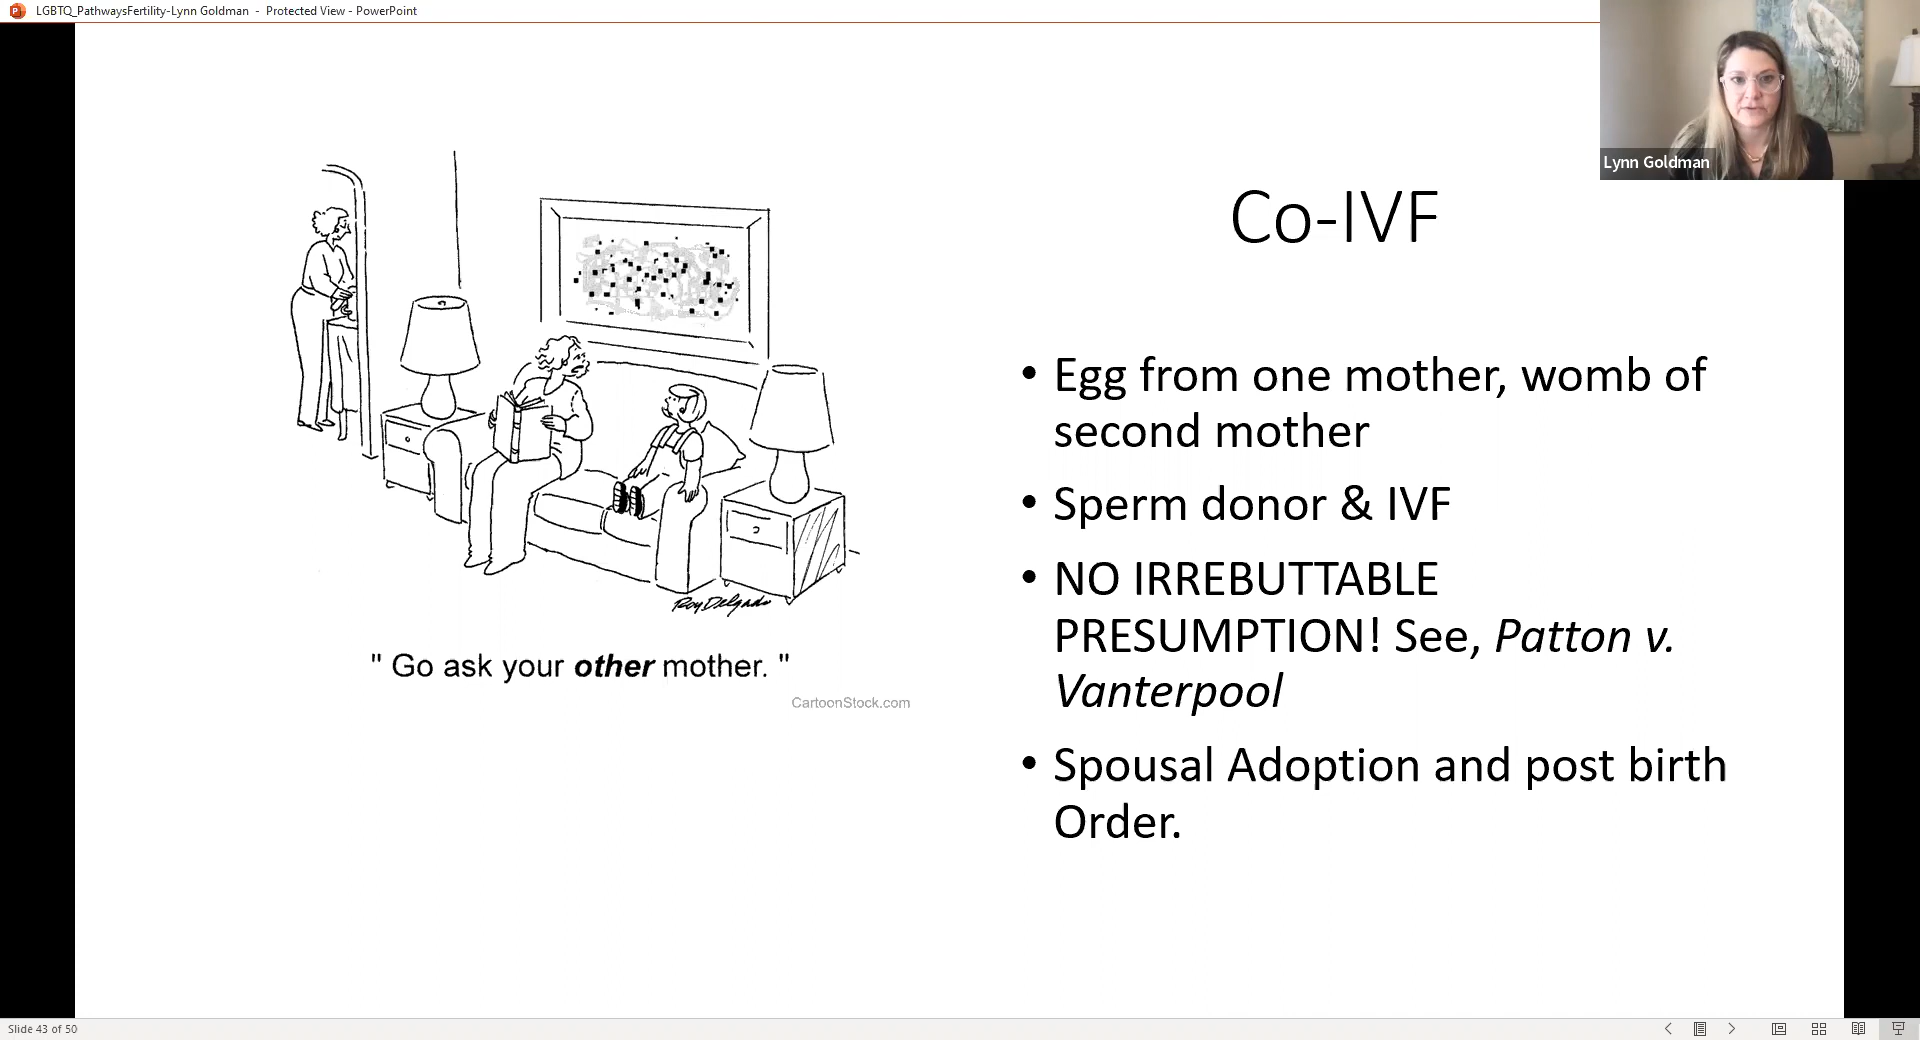 LGBTQ_PathwaysFertility-Lynn Goldman - Protected View - PowerPoint
Lynn Goldman
Co-IVF
• Egg from one mother, womb of
second mother
• Sperm donor & IVF
• NO IRREBUTTABLE
PRESUMPTION! See, Patton v.
Vanterpool
• Spousal Adoption and post birth
Order.
Roy Delgado
" Go ask your other mother. "
CartoonStock.com
Slide 43 of 50